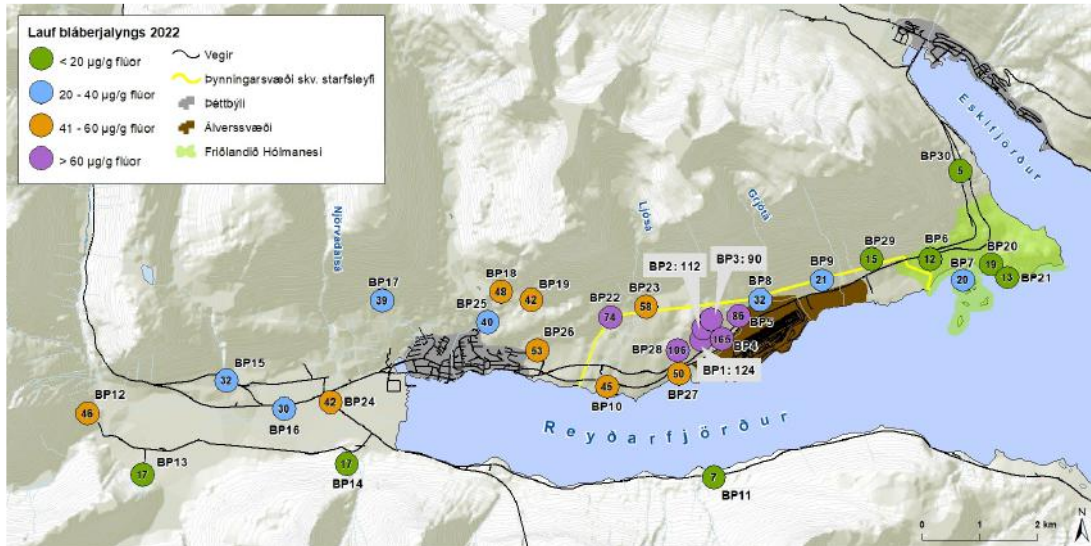 Lauf bláberjalyngs 2022
< 20 µg/g flúor
20 - 40 µg/g flúor
41 - 60 µg/g flúor
> 60 µg/g flúor
Vegir
Þynningarsvæði skv. starfsleyfi
Þéttbýli
Álverssvæði
Friðlandið Hólmanesi
Eskifjörður
BP30
5
Njörvadalsá
Ljósá
Grjótá
BP29
15
BP6
12
BP20
19
BP7
20
BP21
13
BP9
21
BP3: 90
BP2: 112
BP8
32
BP17
39
BP18
48
BP19
42
BP25
40
BP22
74
BP23
58
86
BP5
165
BP4
BP28
BP1: 124
BP26
53
BP15
32
BP16
30
BP24
42
BP12
46
BP10
45
50
BP27
Reyðarfjörður
BP13
17
17
BP14
7
BP11
0 1 2 km
N